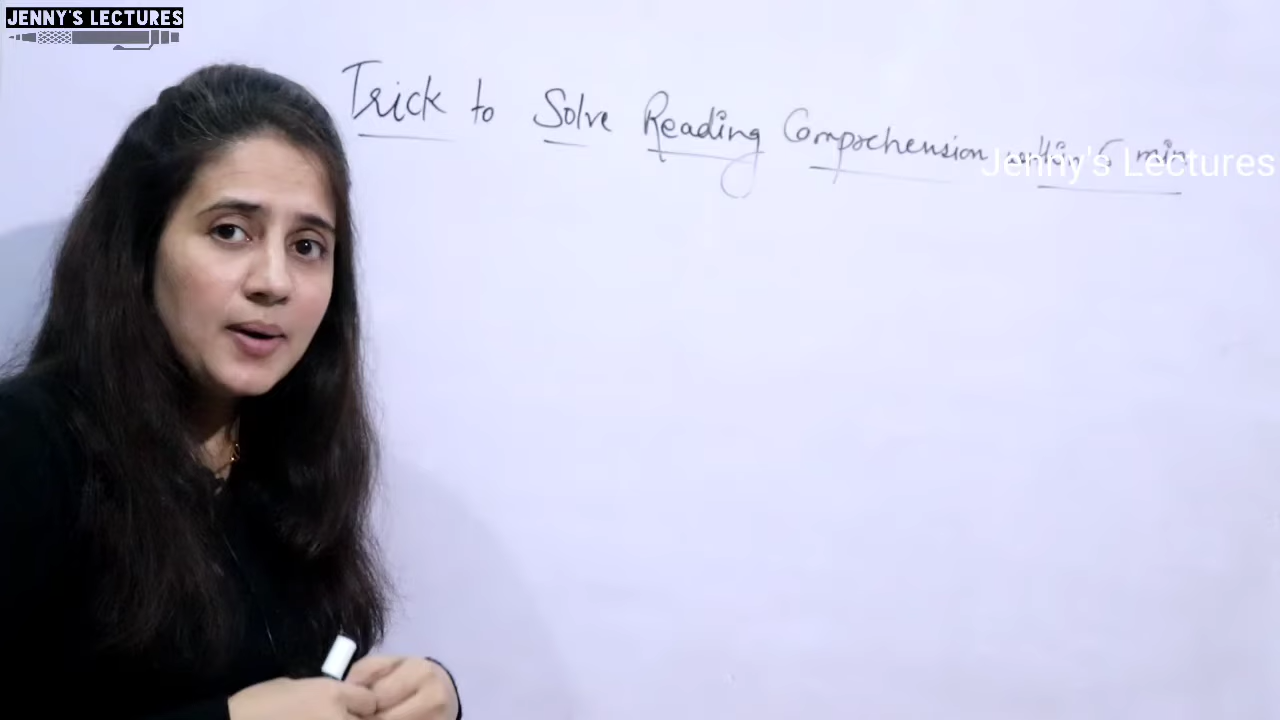 JENNY'S LECTURES
Trick to Solve Reading Comprehension within 5 min
Jenny's Lectures